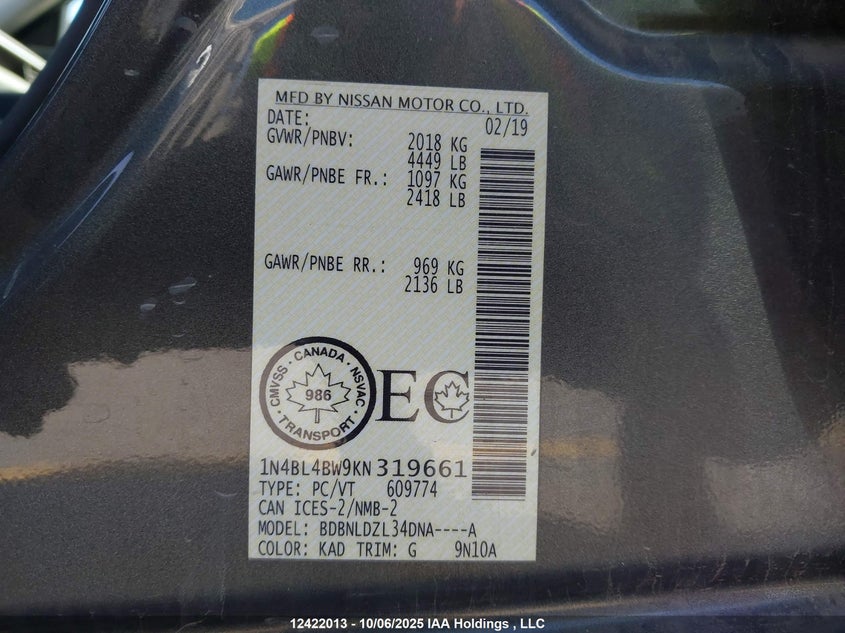 MFD BY NISSAN MOTOR CO., LTD.
DATE: 02/19
GVWR/PNBV: 2018 KG
4449 LB
GAWR/PNBE FR.: 1097 KG
2418 LB
GAWR/PNBE RR.: 969 KG
2136 LB
CMVSS · CANADA · NSVAC
986
· TRANSPORT ·
EC
1N4BL4BW9KN319661
TYPE: PC/VT 609774
CAN ICES-2/NMB-2
MODEL: BDBNLDZL34DNA----A
COLOR: KAD TRIM: G 9N10A
12422013 - 10/06/2025 IAA Holdings , LLC